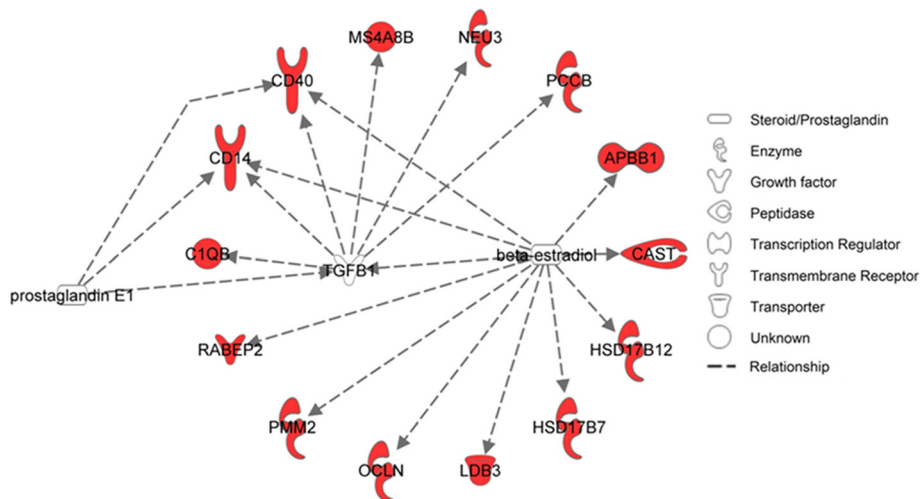 MS4A8B
NEU3
CD40
PCCB
CD14
APBB1
C1QB
TGFB1
beta-estradiol
CAST
prostaglandin E1
RABEP2
HSD17B12
PMM2
HSD17B7
OCLN
LDB3
Steroid/Prostaglandin
Enzyme
Growth factor
Peptidase
Transcription Regulator
Transmembrane Receptor
Transporter
Unknown
Relationship